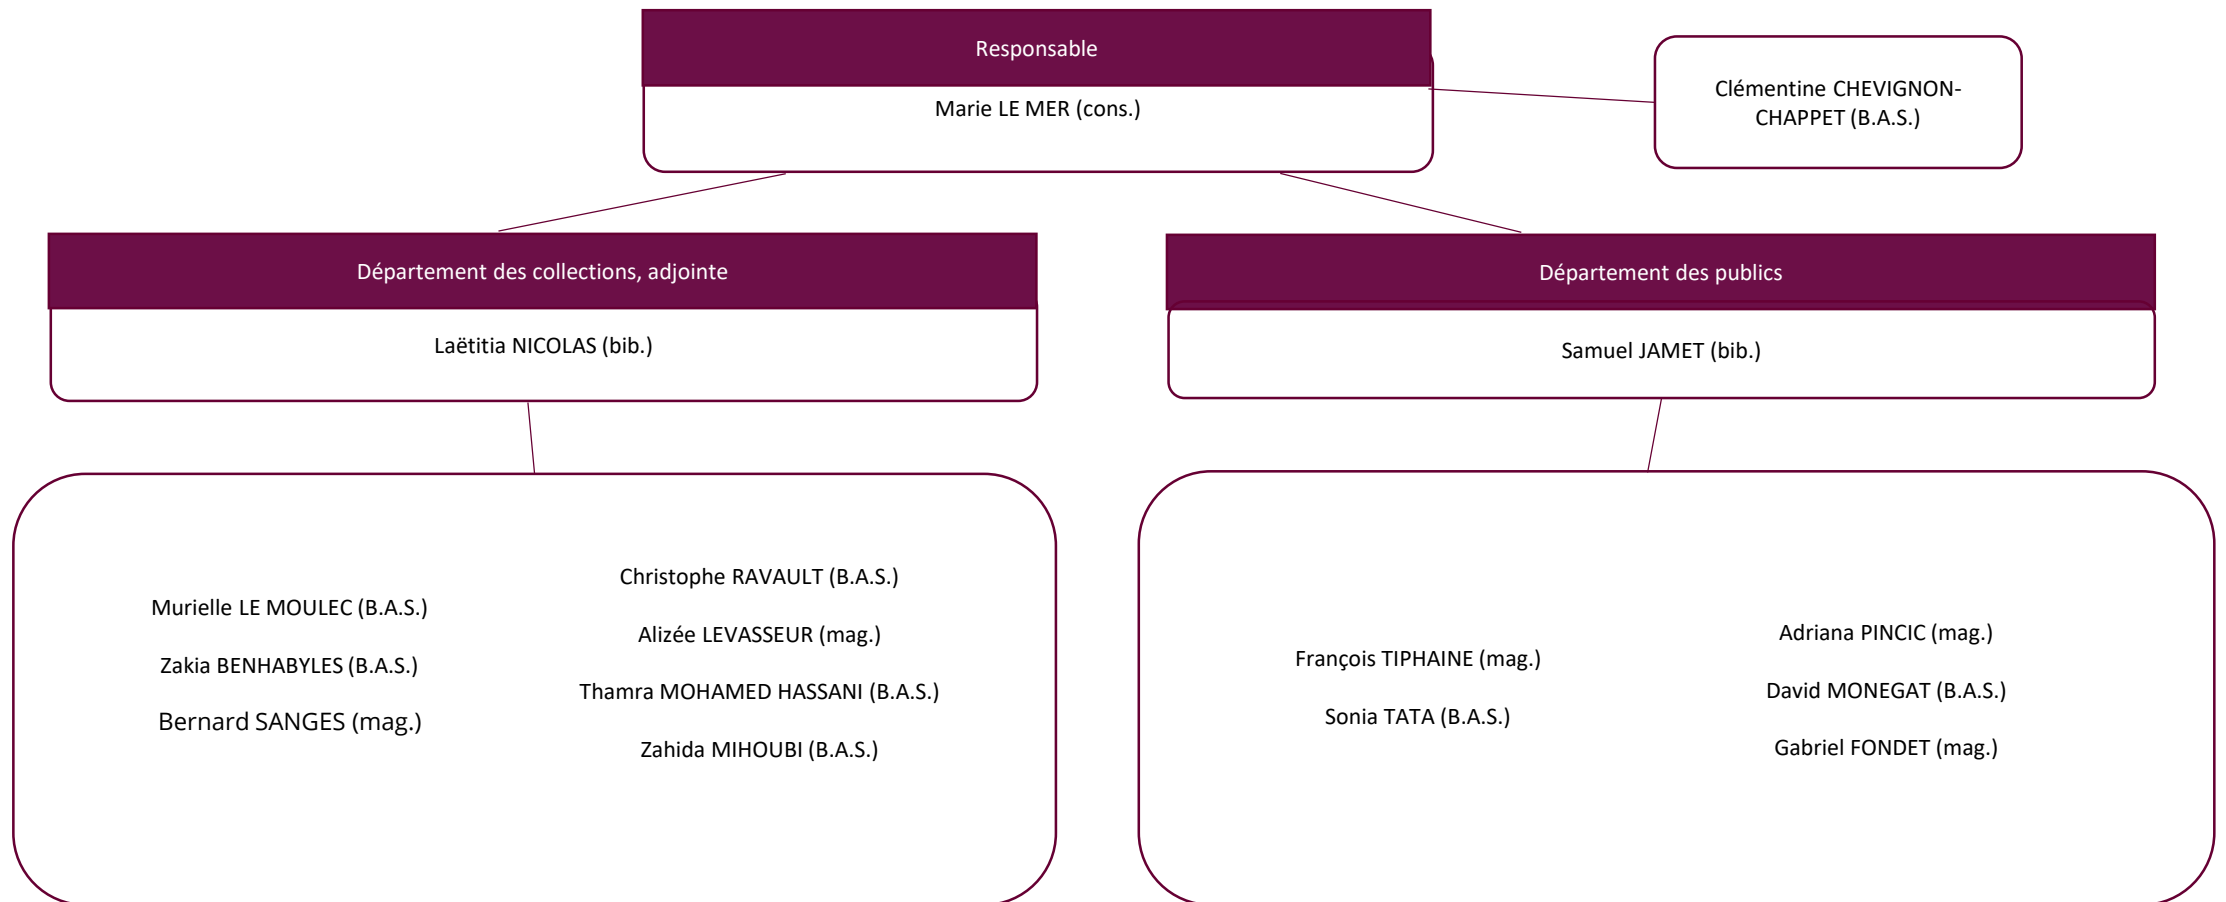 Responsable
Marie LE MER (cons.)
Clémentine CHEVIGNON-
CHAPPET (B.A.S.)
Département des collections, adjointe
Laëtitia NICOLAS (bib.)
Département des publics
Samuel JAMET (bib.)
Murielle LE MOULEC (B.A.S.)
Zakia BENHABYLES (B.A.S.)
Bernard SANGES (mag.)
Christophe RAVAULT (B.A.S.)
Alizée LEVASSEUR (mag.)
Thamra MOHAMED HASSANI (B.A.S.)
Zahida MIHOUBI (B.A.S.)
François TIPHAINE (mag.)
Sonia TATA (B.A.S.)
Adriana PINCIC (mag.)
David MONEGAT (B.A.S.)
Gabriel FONDET (mag.)